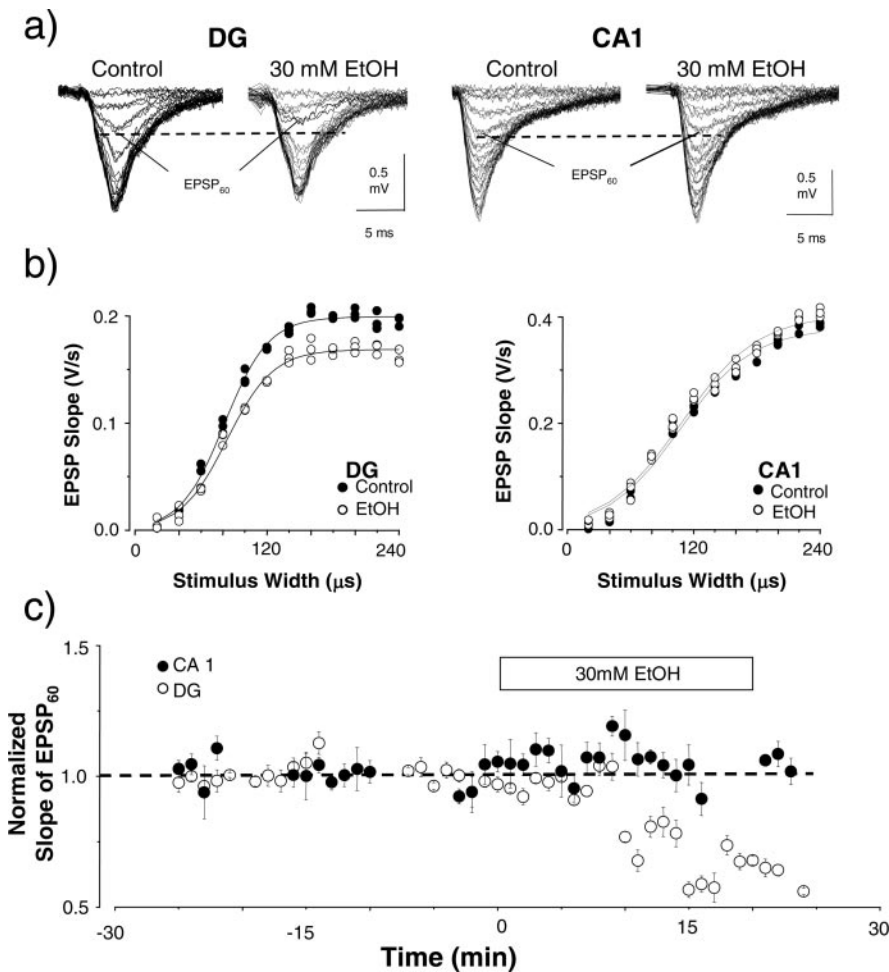 a)
DG
CA1
Control
30 mM EtOH
Control
30 mM EtOH
EPSP60
0.5
mV
5 ms
EPSP60
0.5
mV
5 ms
b)
EPSP Slope (V/s)
0.2
0.1
0.0
0
120
240
DG
Control
EtOH
Stimulus Width (µs)
EPSP Slope (V/s)
0.4
0.2
0.0
0
120
240
CA1
Control
EtOH
Stimulus Width (µs)
c)
Normalized
Slope of EPSP60
1.5
1.0
0.5
CA 1
DG
30mM EtOH
-30
-15
0
15
30
Time (min)